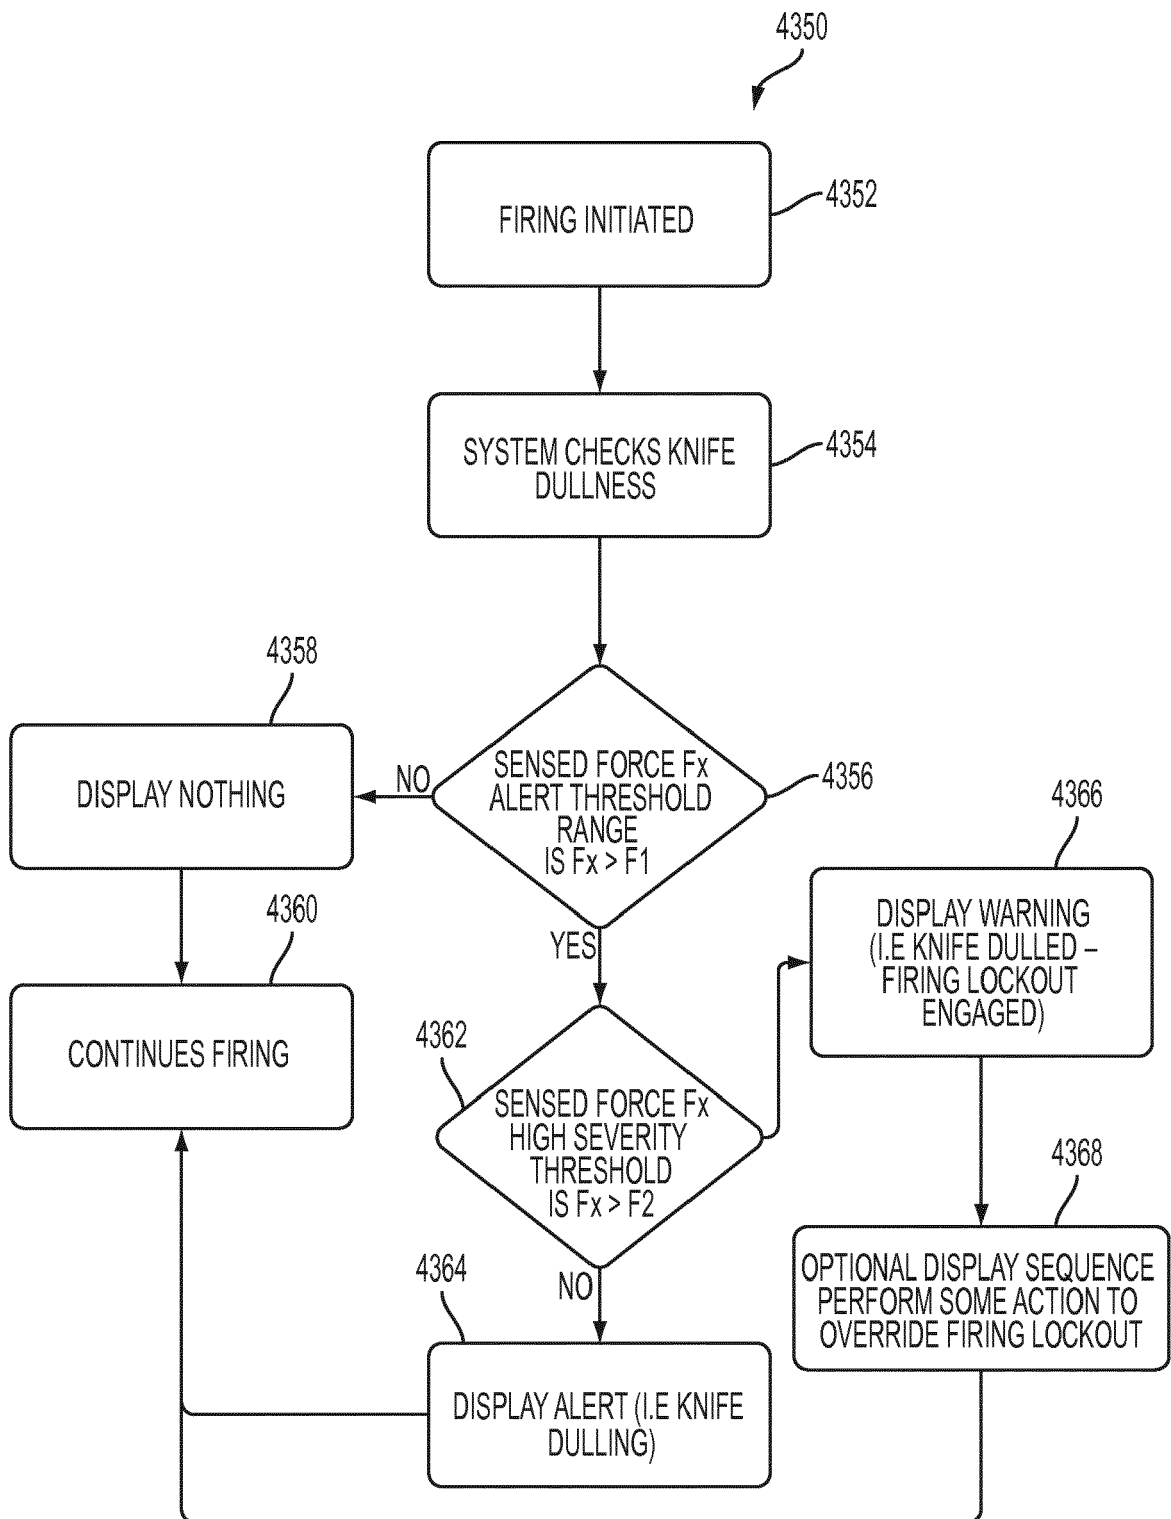 4350
FIRING INITIATED
4352
SYSTEM CHECKS KNIFE
DULLNESS
4354
4358
DISPLAY NOTHING
NO
SENSED FORCE Fx
ALERT THRESHOLD
RANGE
IS Fx > F1
4356
4360
CONTINUES FIRING
YES
4366
DISPLAY WARNING
(I.E KNIFE DULLED –
FIRING LOCKOUT
ENGAGED)
4362
SENSED FORCE Fx
HIGH SEVERITY
THRESHOLD
IS Fx > F2
4368
OPTIONAL DISPLAY SEQUENCE
PERFORM SOME ACTION TO
OVERRIDE FIRING LOCKOUT
NO
4364
DISPLAY ALERT (I.E KNIFE
DULLING)